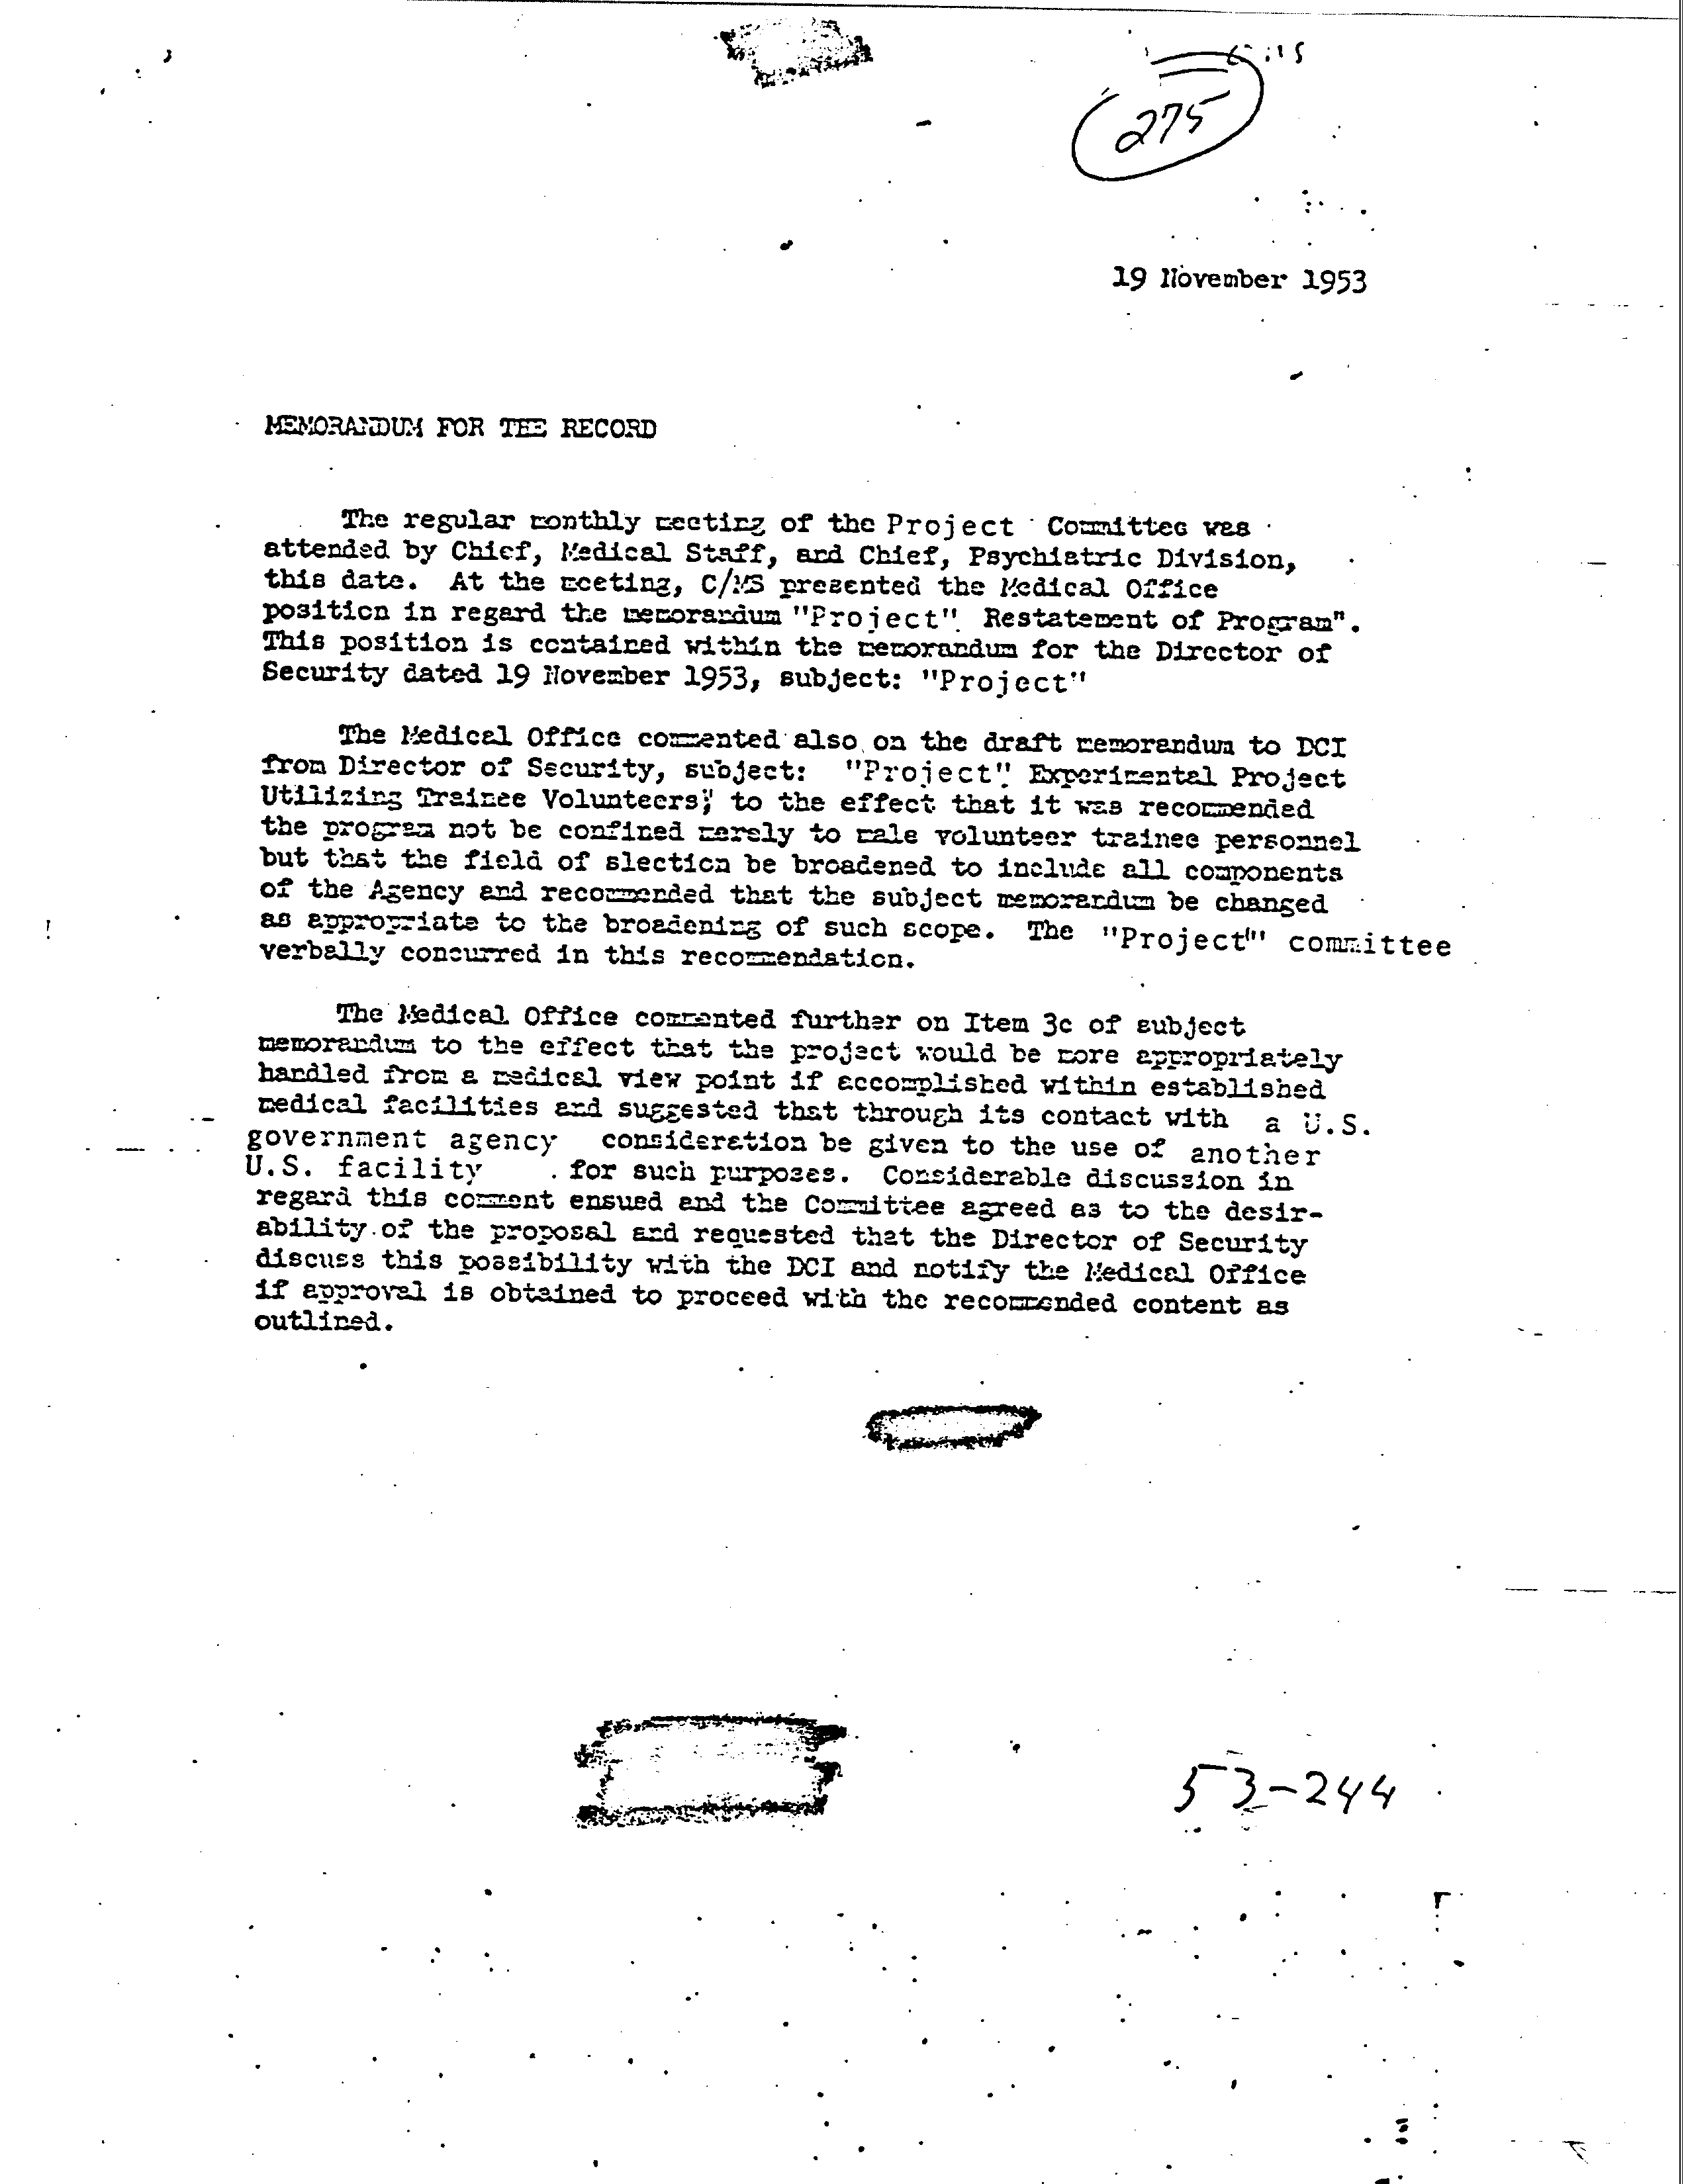 275
19 November 1953
MEMORANDUM FOR THE RECORD
The regular monthly meeting of the Project Committee was
attended by Chief, Medical Staff, and Chief, Psychiatric Division,
this date. At the meeting, C/MS presented the Medical Office
position in regard the memorandum "Project" Restatement of Program".
This position is contained within the memorandum for the Director of
Security dated 19 November 1953, subject: "Project"
The Medical Office commented also on the draft memorandum to DCI
from Director of Security, subject: "Project" Experimental Project
Utilizing Trainee Volunteers," to the effect that it was recommended
the program not be confined merely to male volunteer trainee personnel
but that the field of slection be broadened to include all components
of the Agency and recommended that the subject memorandum be changed
as appropriate to the broadening of such scope. The "Project" committee
verbally concurred in this recommendation.
The Medical Office commented further on Item 3c of subject
memorandum to the effect that the project would be more appropriately
handled from a medical view point if accomplished within established
medical facilities and suggested that through its contact with a U.S.
government agency consideration be given to the use of another
U.S. facility for such purposes. Considerable discussion in
regard this comment ensued and the Committee agreed as to the desir-
ability of the proposal and requested that the Director of Security
discuss this possibility with the DCI and notify the Medical Office
if approval is obtained to proceed with the recommended content as
outlined.
53-244